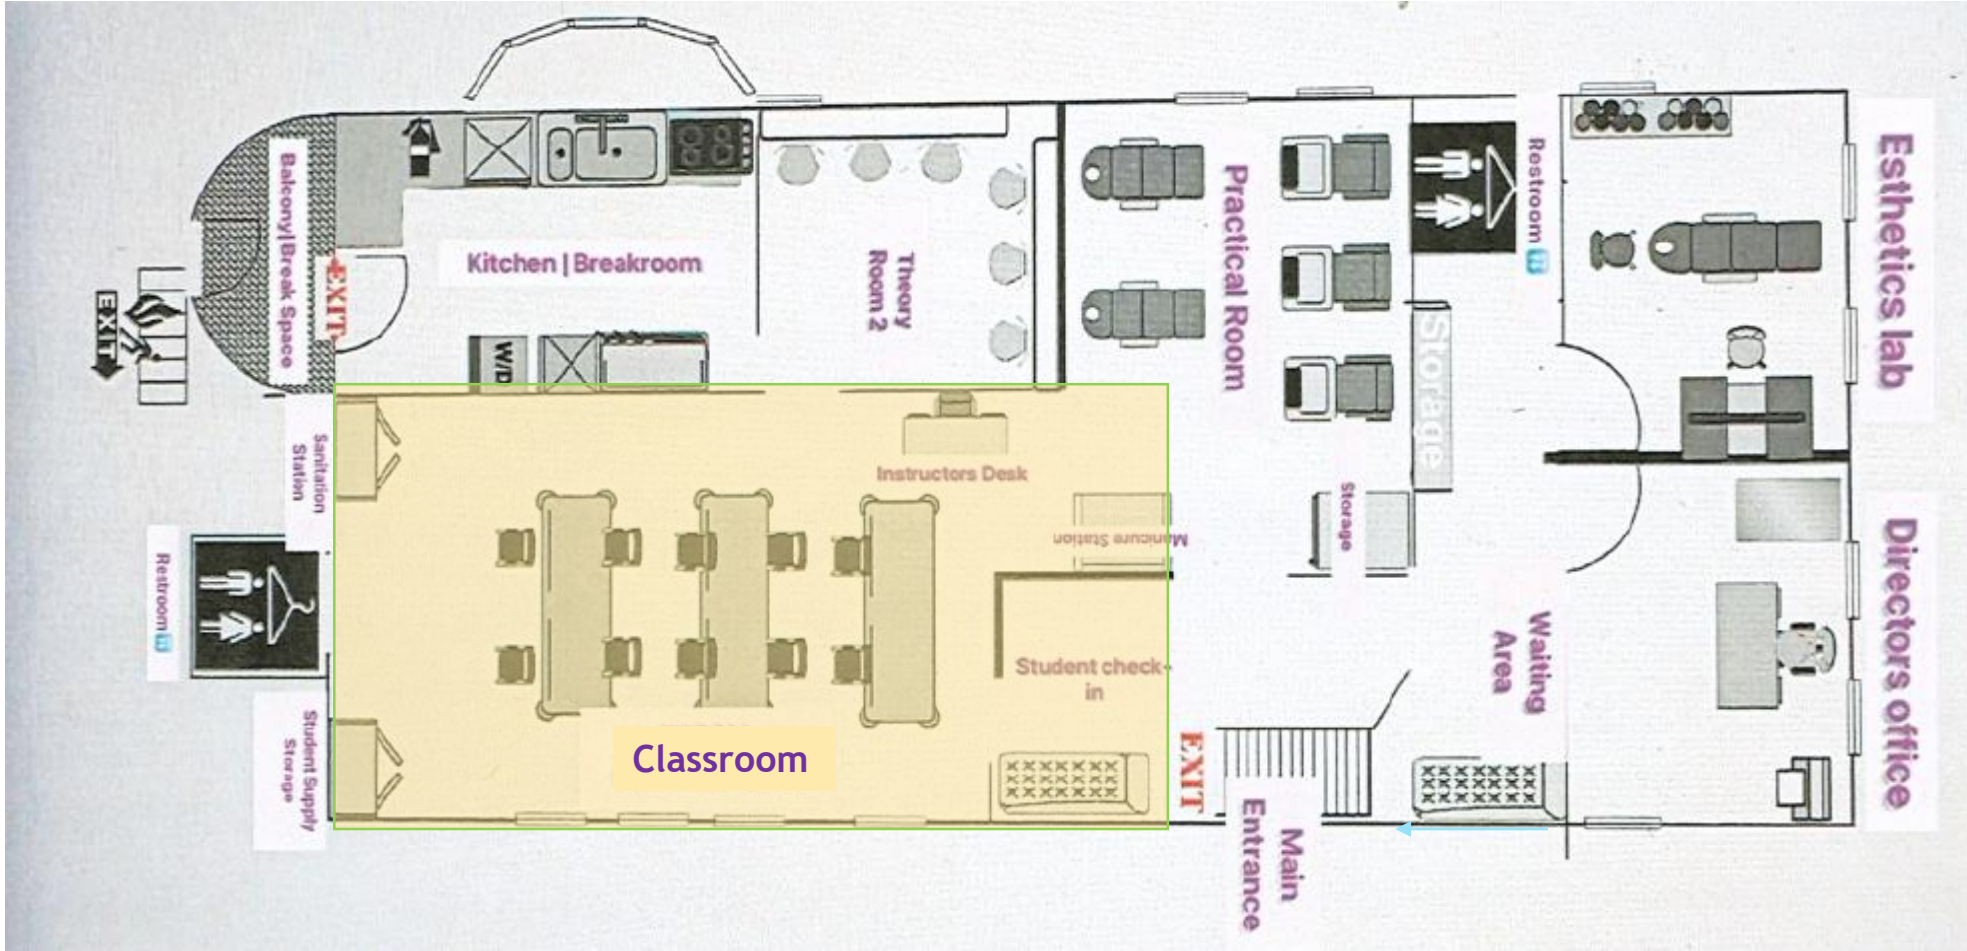 Balcony|Break Space
EXIT
EXIT
Kitchen | Breakroom
W/D
Theory
Room 2
Practical Room
Restroom
Esthetics lab
Storage
Storage
Sanitation
Station
Restroom
Student Supply
Storage
Instructors Desk
Manicure Station
Student check-
in
Classroom
EXIT
Main
Entrance
Waiting
Area
Directors office